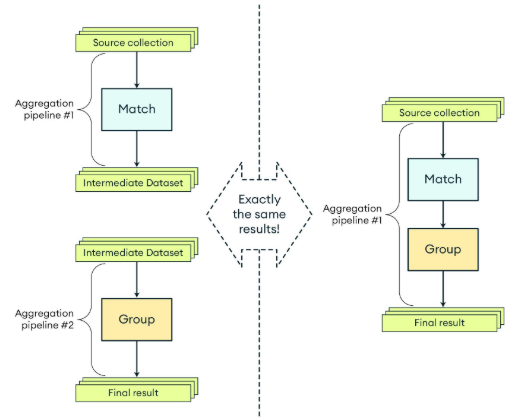 Source collection
Aggregation
pipeline #1
Match
Intermediate Dataset
Intermediate Dataset
Aggregation
pipeline #2
Group
Final result
Exactly
the same
results!
Source collection
Aggregation
pipeline #1
Match
Group
Final result